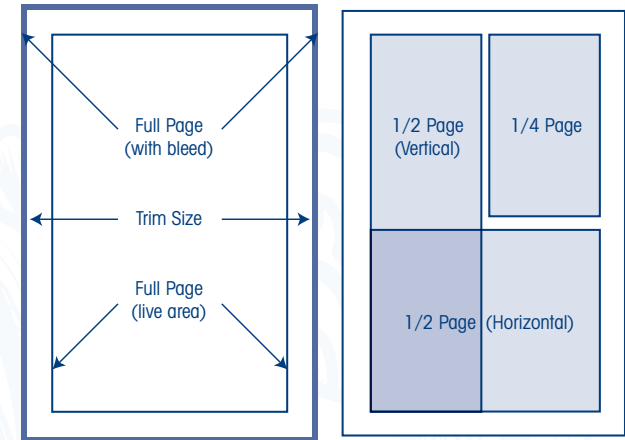 Full Page
(with bleed)
Trim Size
Full Page
(live area)
1/2 Page
(Vertical)
1/4 Page
1/2 Page (Horizontal)